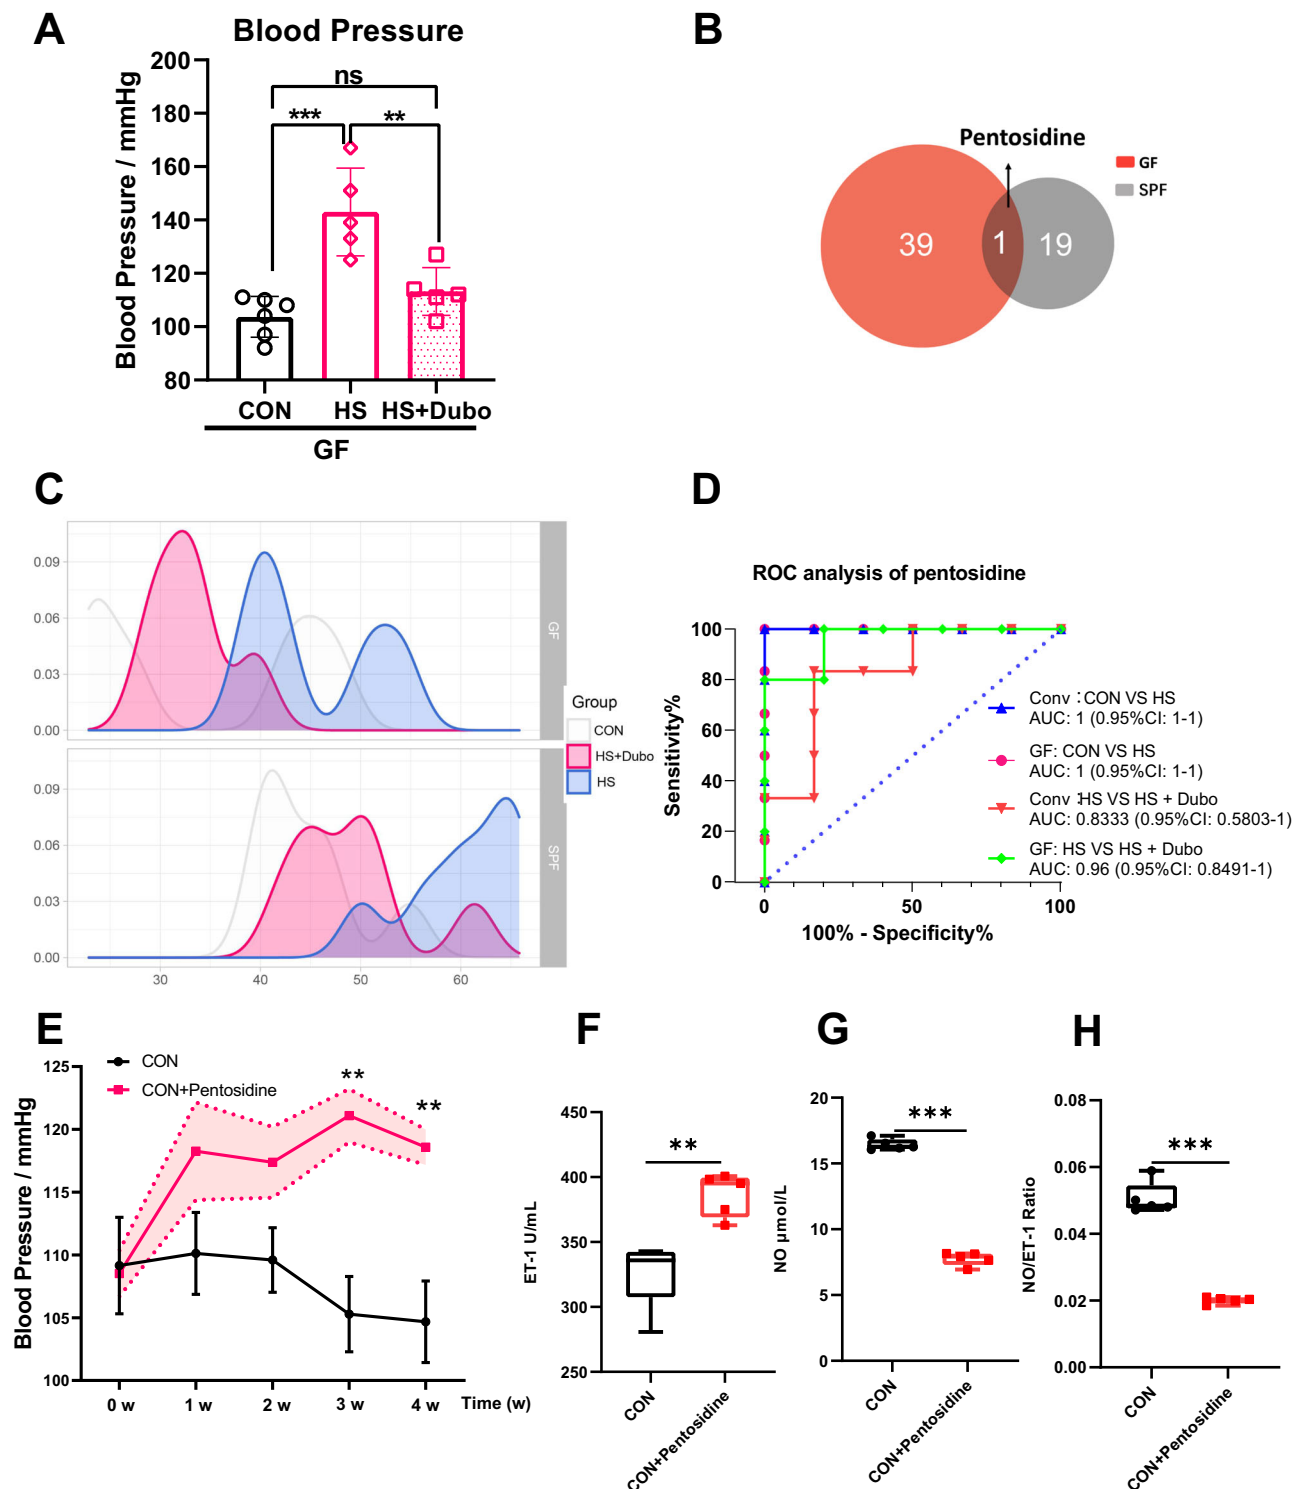 A
Blood Pressure
Blood Pressure / mmHg
200
180
160
140
120
100
80
ns
***
**
CON
HS
HS+Dubo
GF
B
Pentosidine
39
1
19
GF
SPF
C
0.09
0.06
0.03
0.00
GF
0.09
0.06
0.03
0.00
SPF
30
40
50
60
Group
CON
HS+Dubo
HS
D
ROC analysis of pentosidine
Sensitivity%
100
80
60
40
20
0
0
50
100
100% - Specificity%
Conv : CON VS HS
AUC: 1 (0.95%CI: 1-1)
GF: CON VS HS
AUC: 1 (0.95%CI: 1-1)
Conv :HS VS HS + Dubo
AUC: 0.8333 (0.95%CI: 0.5803-1)
GF: HS VS HS + Dubo
AUC: 0.96 (0.95%CI: 0.8491-1)
E
Blood Pressure / mmHg
125
120
115
110
105
100
CON
CON+Pentosidine
**
**
0 w
1 w
2 w
3 w
4 w
Time (w)
F
ET-1 U/mL
450
400
350
300
250
**
CON
CON+Pentosidine
G
NO μmol/L
20
15
10
5
0
***
CON
CON+Pentosidine
H
NO/ET-1 Ratio
0.08
0.06
0.04
0.02
0.00
***
CON
CON+Pentosidine